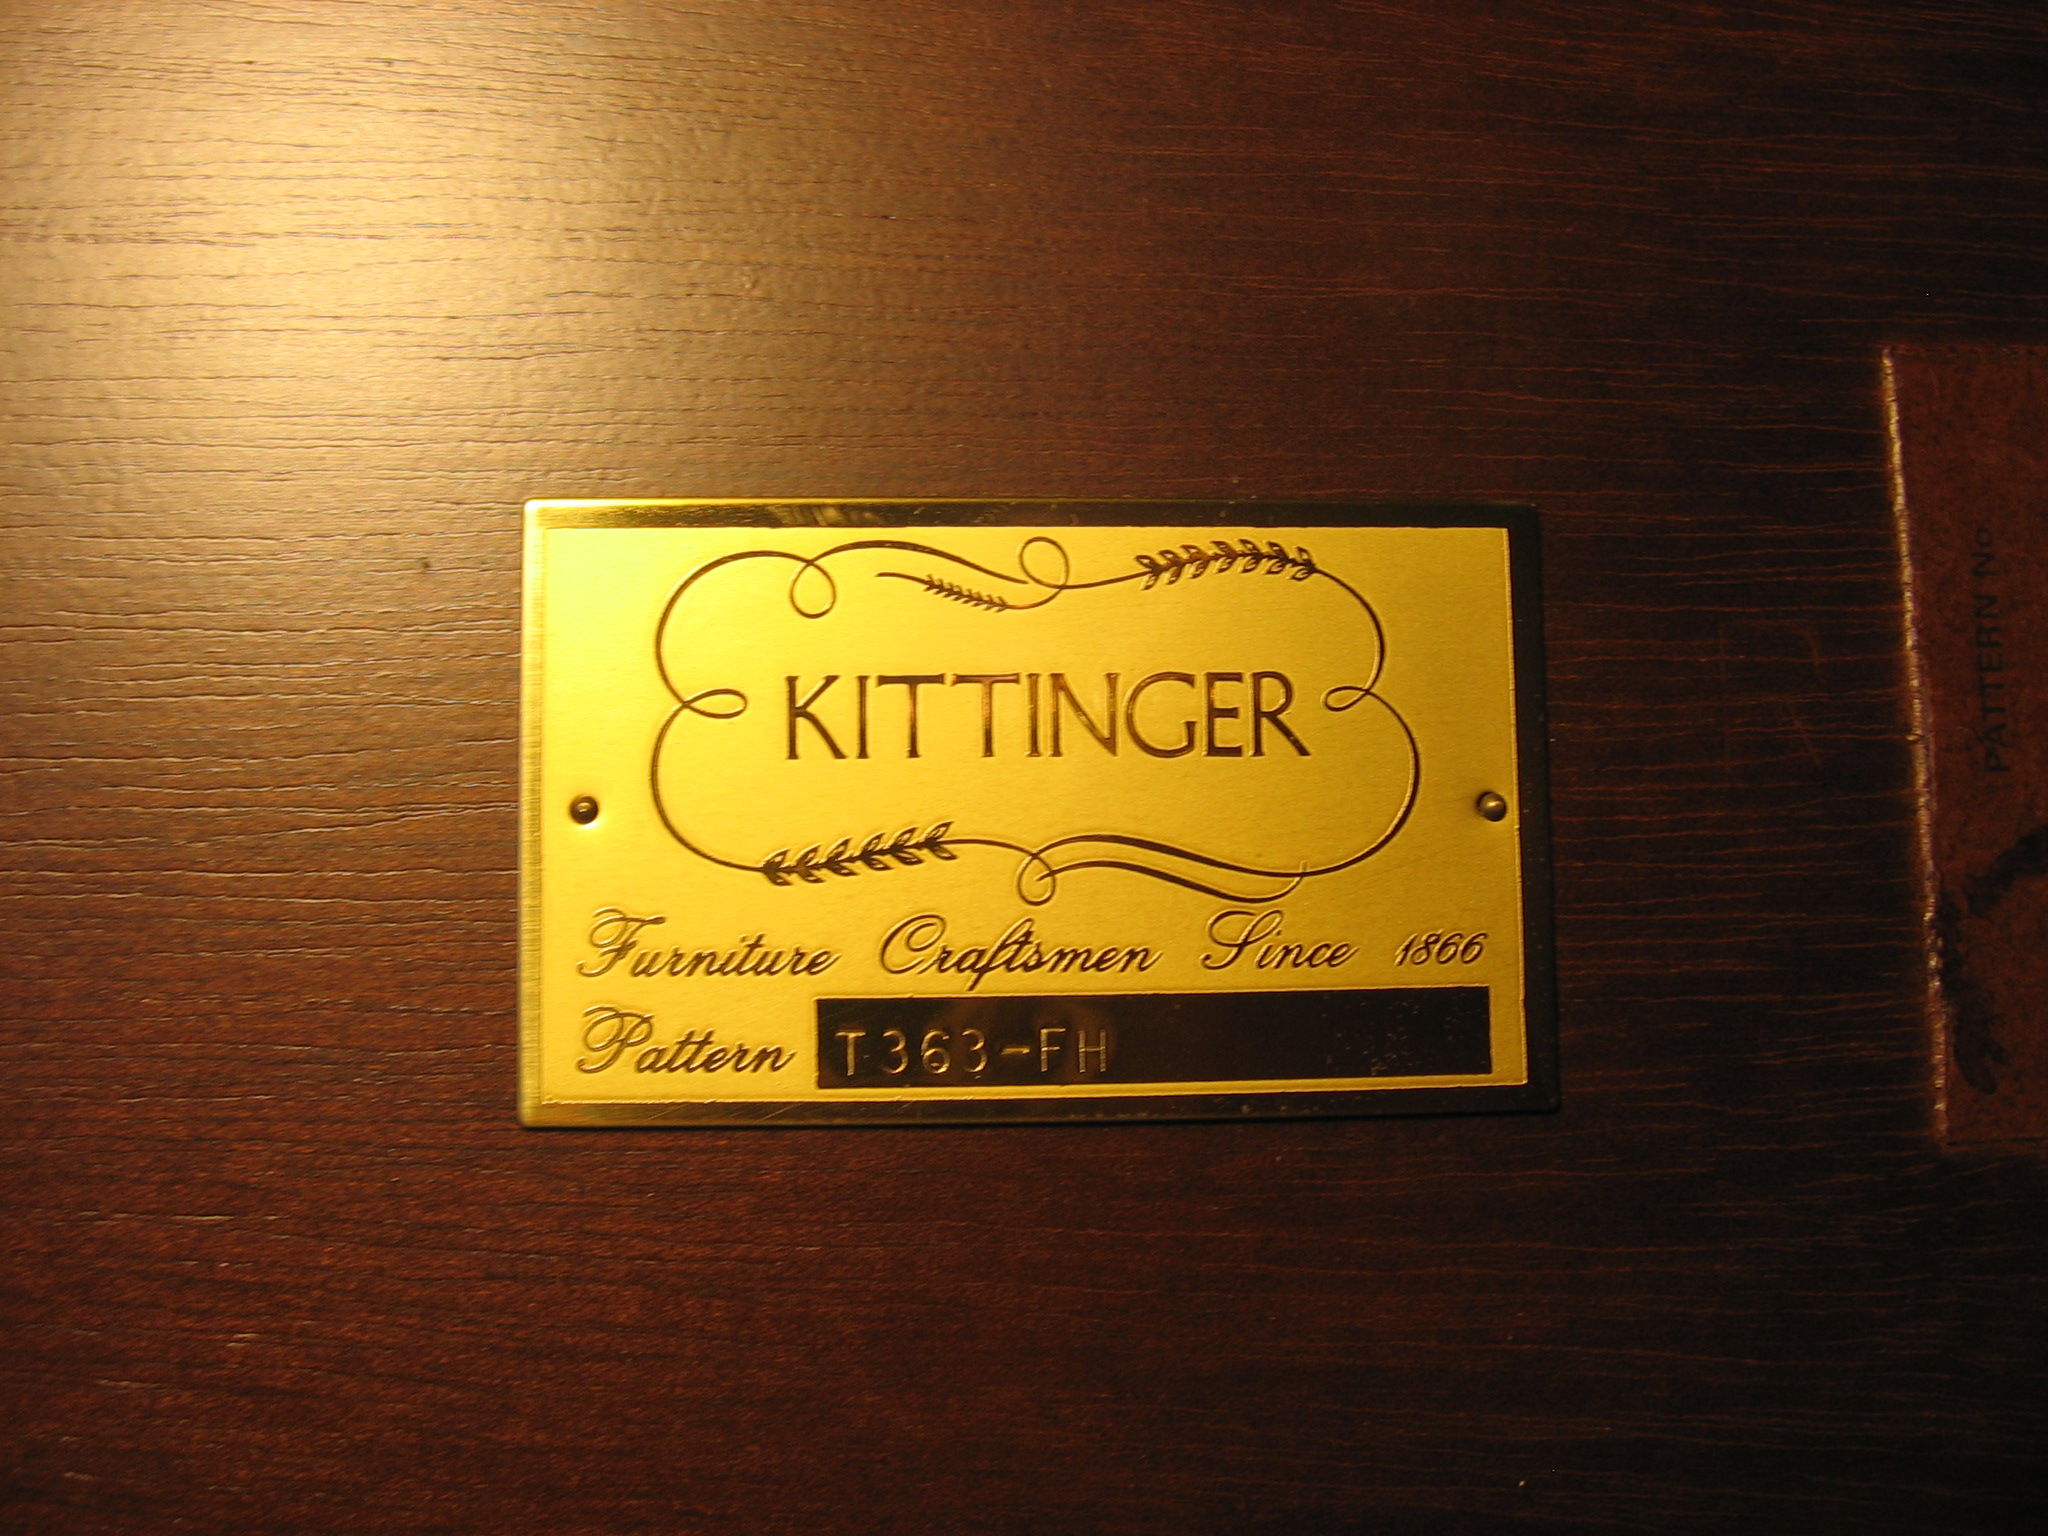 KITTINGER
Furniture Craftsmen Since 1866
Pattern T363-FH
PATTERN No.